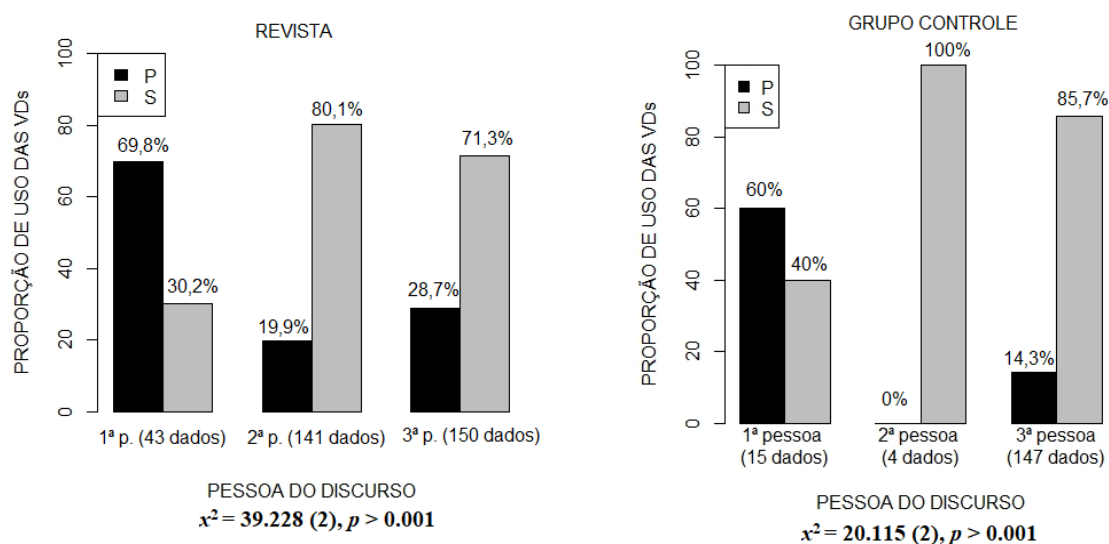 REVISTA
PROPORÇÃO DE USO DAS VDs
100
80
60
40
20
0
P
S
69,8%
30,2%
19,9%
80,1%
28,7%
71,3%
1ª p. (43 dados)
2ª p. (141 dados)
3ª p. (150 dados)
PESSOA DO DISCURSO
x² = 39.228 (2), p > 0.001
GRUPO CONTROLE
PROPORÇÃO DE USO DAS VDs
100
80
60
40
20
0
P
S
60%
40%
0%
100%
14,3%
85,7%
1ª pessoa
(15 dados)
2ª pessoa
(4 dados)
3ª pessoa
(147 dados)
PESSOA DO DISCURSO
x² = 20.115 (2), p > 0.001